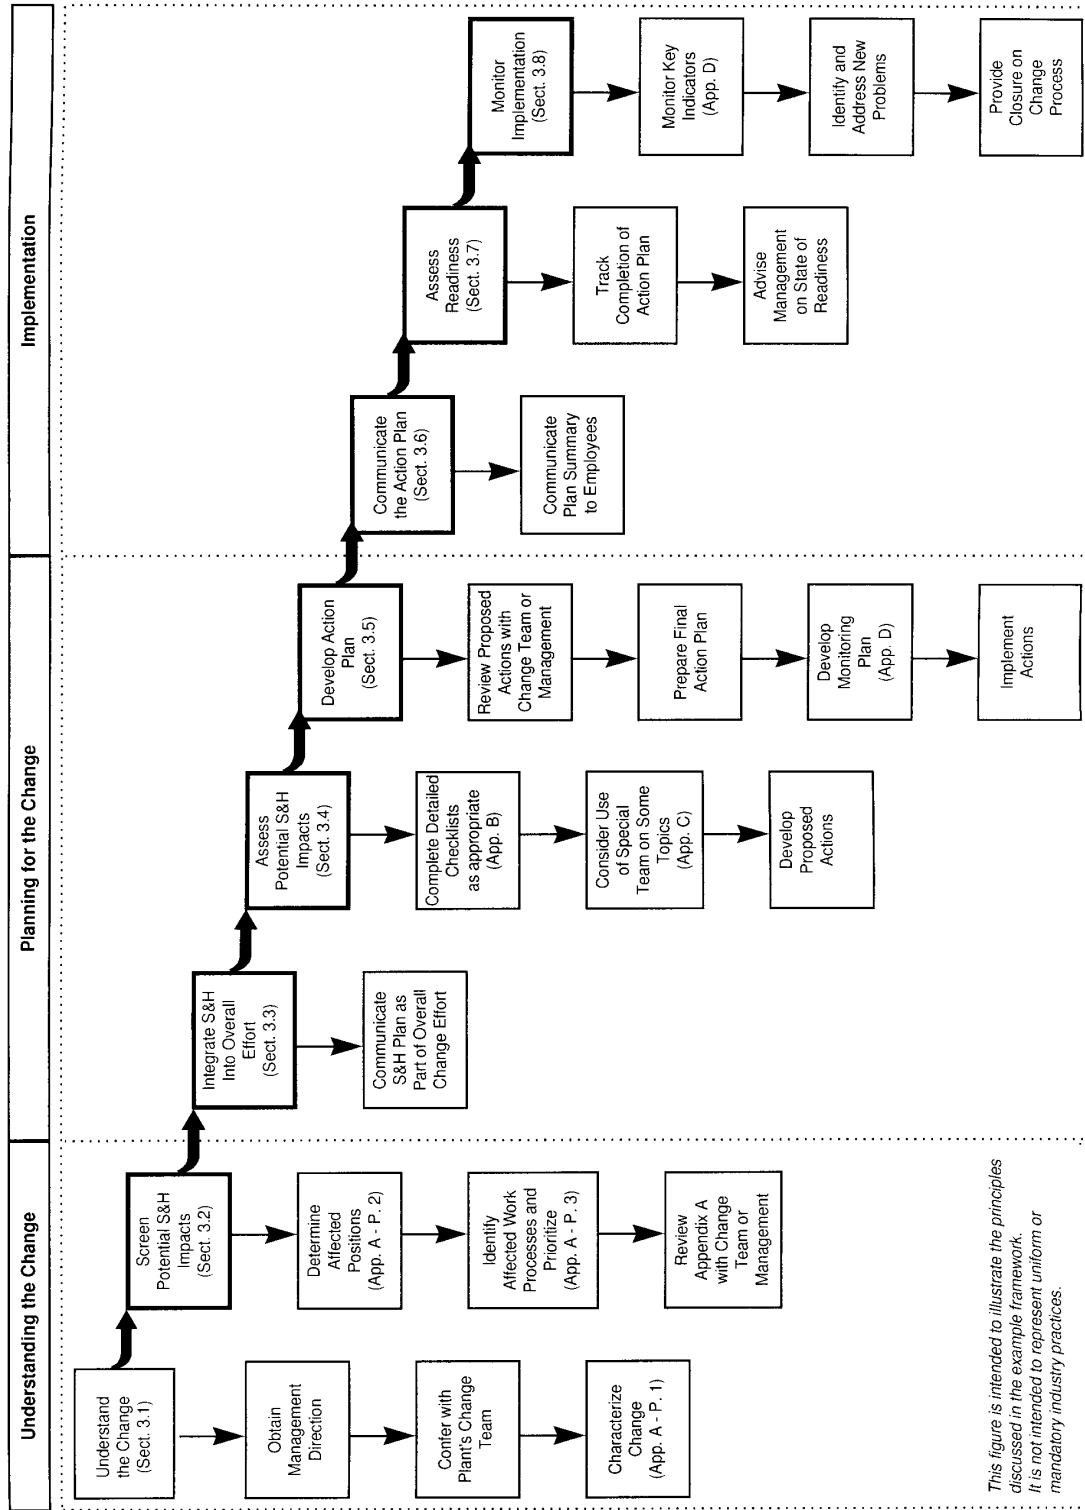 Understanding the Change
Planning for the Change
Implementation
Understand
the Change
(Sect. 3.1)
Obtain
Management
Direction
Confer with
Plant's Change
Team
Characterize
Change
(App. A - P. 1)
Screen
Potential S&H
Impacts
(Sect. 3.2)
Determine
Affected
Positions
(App. A - P. 2)
Identify
Affected Work
Processes and
Prioritize
(App. A - P. 3)
Review
Appendix A
with Change
Team or
Management
Integrate S&H
Into Overall
Effort
(Sect. 3.3)
Communicate
S&H Plan as
Part of Overall
Change Effort
Assess
Potential S&H
Impacts
(Sect. 3.4)
Complete Detailed
Checklists
as appropriate
(App. B)
Consider Use
of Special
Team on Some
Topics
(App. C)
Develop
Proposed
Actions
Develop Action
Plan
(Sect. 3.5)
Review Proposed
Actions with
Change Team or
Management
Prepare Final
Action Plan
Develop
Monitoring
Plan
(App. D)
Implement
Actions
Communicate
the Action Plan
(Sect. 3.6)
Communicate
Plan Summary
to Employees
Assess
Readiness
(Sect. 3.7)
Track
Completion of
Action Plan
Advise
Management
on State of
Readiness
Monitor
Implementation
(Sect. 3.8)
Monitor Key
Indicators
(App. D)
Identify and
Address New
Problems
Provide
Closure on
Change
Process
This figure is intended to illustrate the principles
discussed in the example framework.
It is not intended to represent uniform or
mandatory industry practices.